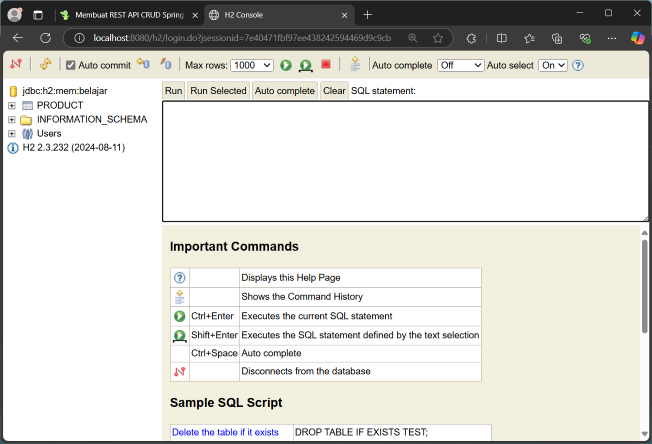 Membuat REST API CRUD Spring
H2 Console
localhost:8080/h2/login.do?jsessionid=7e40471fbf97ee438242594469d9c9cb
Auto commit
Max rows: 1000
Auto complete Off
Auto select On
jdbc:h2:mem:belajar
PRODUCT
INFORMATION_SCHEMA
Users
H2 2.3.232 (2024-08-11)
Run Run Selected Auto complete Clear SQL statement:
Important Commands
Displays this Help Page
Shows the Command History
Ctrl+Enter Executes the current SQL statement
Shift+Enter Executes the SQL statement defined by the text selection
Ctrl+Space Auto complete
Disconnects from the database
Sample SQL Script
Delete the table if it exists DROP TABLE IF EXISTS TEST;